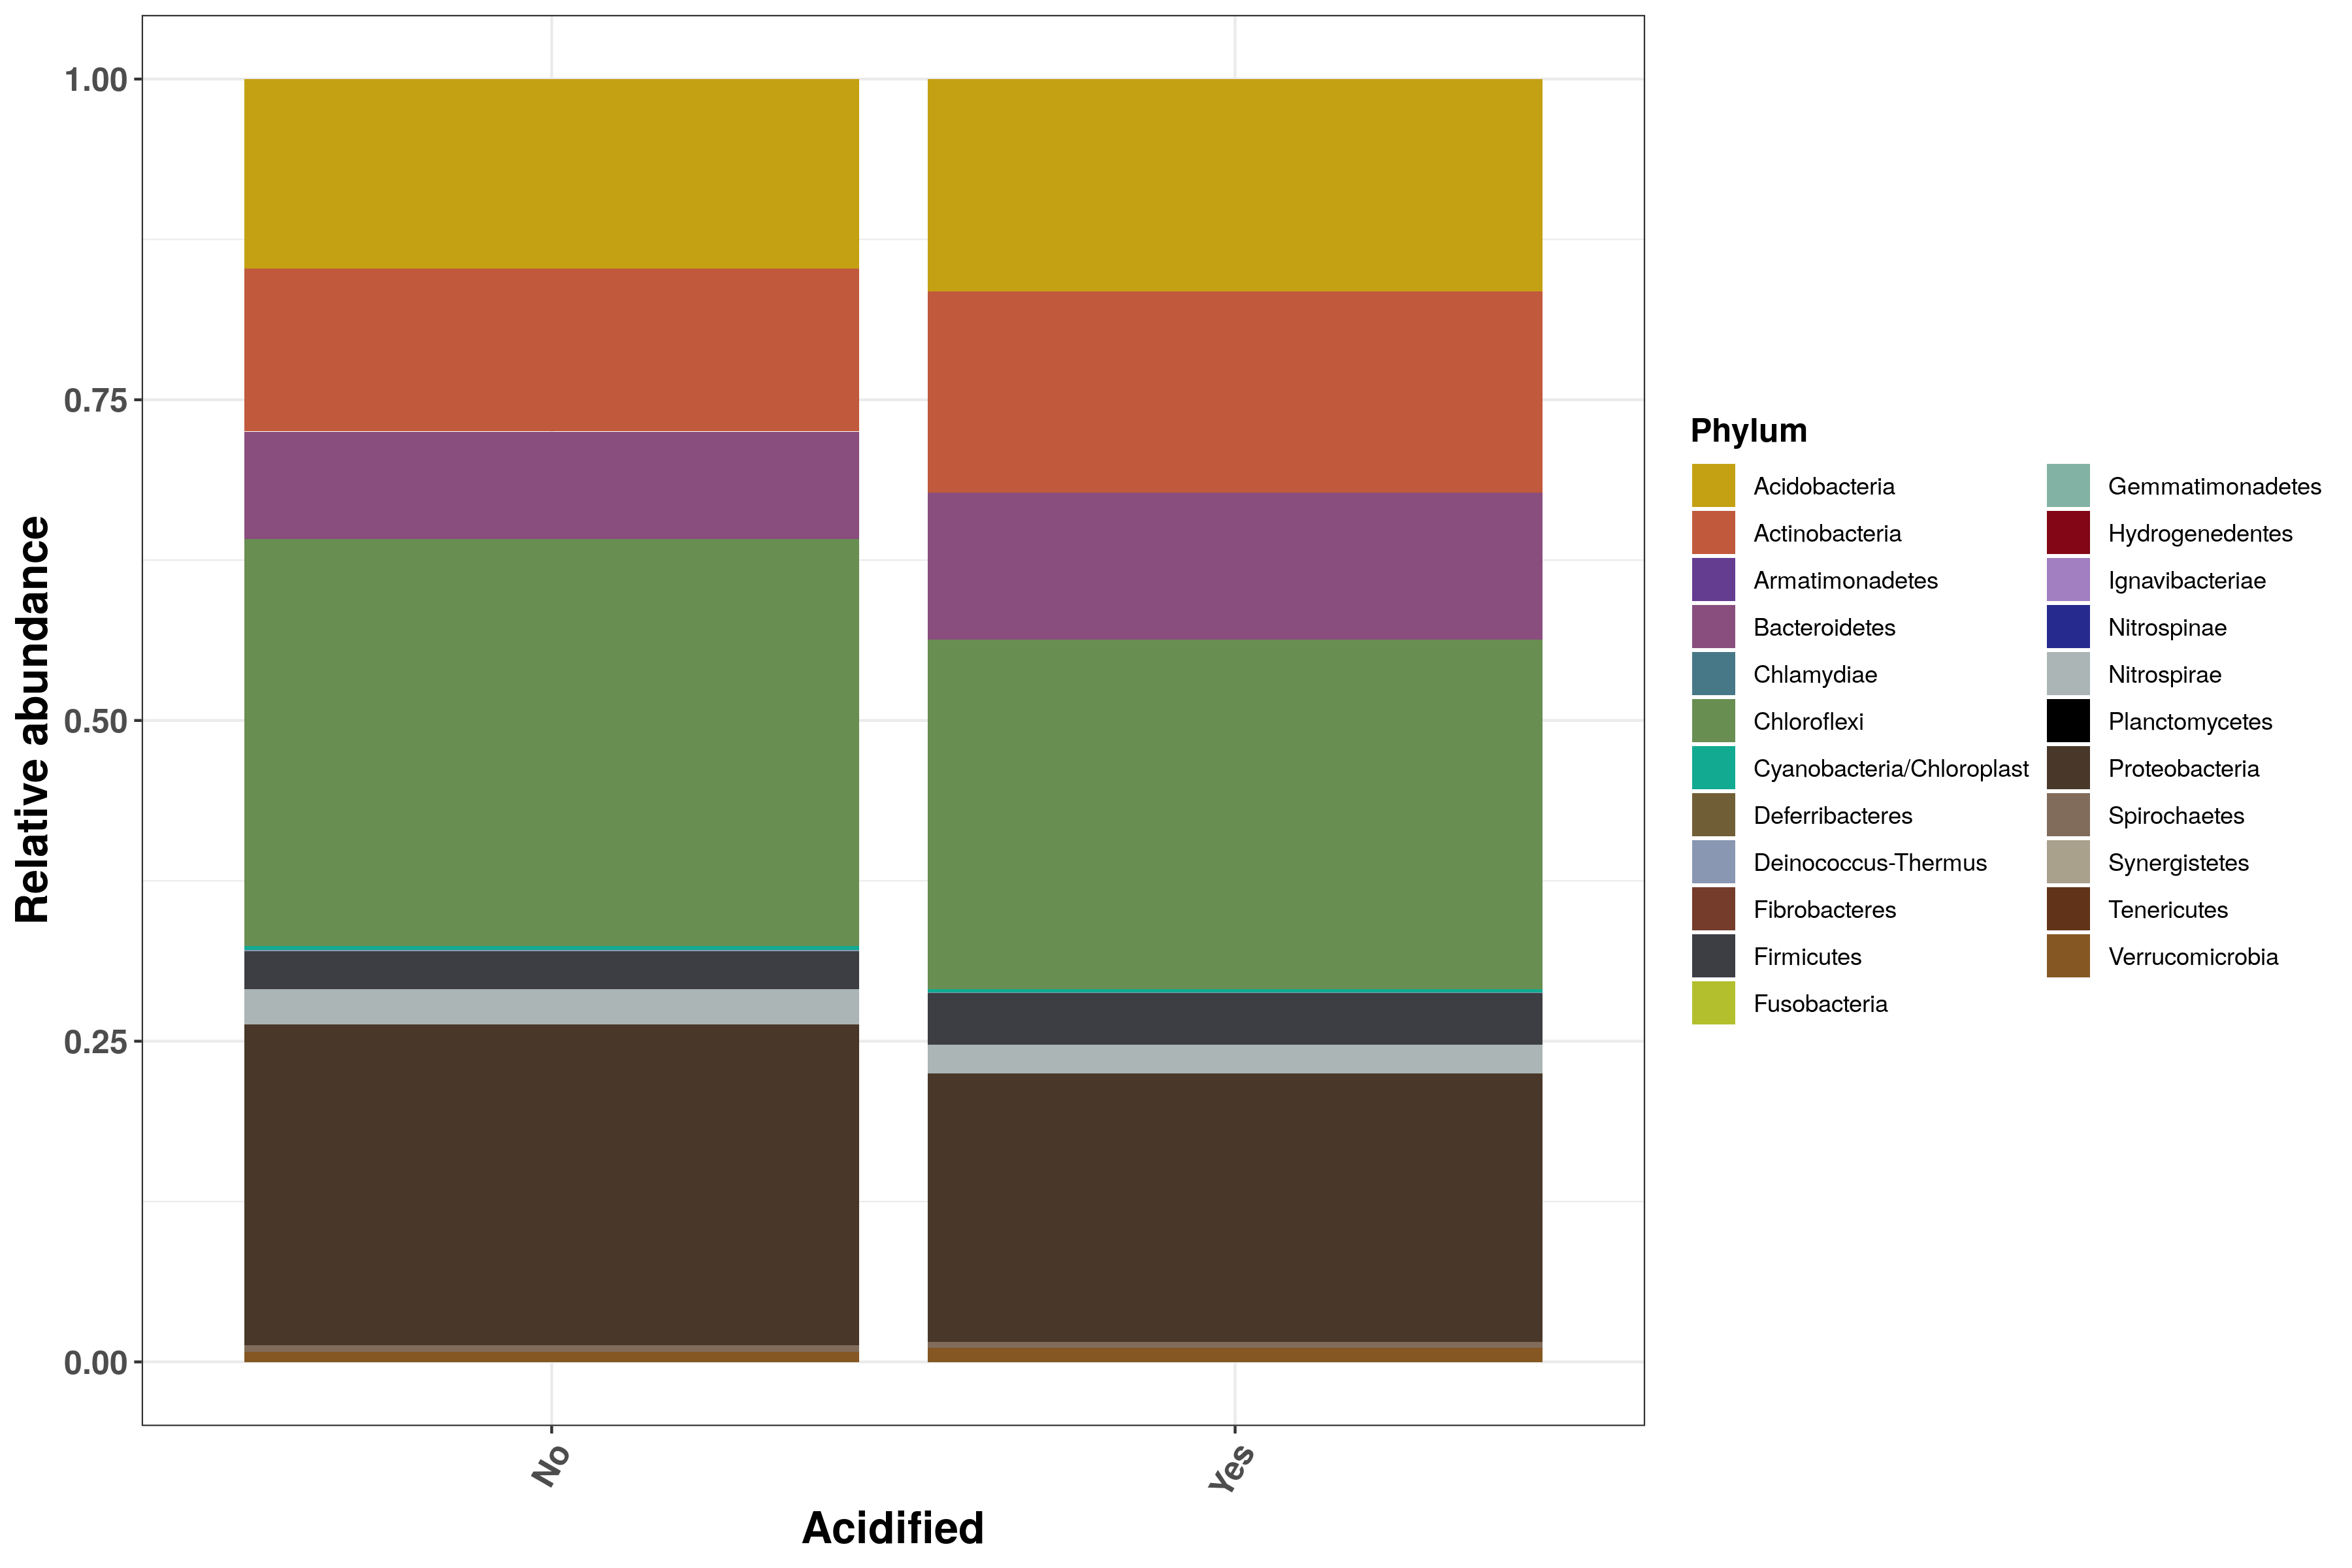 Relative abundance
1.00
0.75
0.50
0.25
0.00
No
Yes
Acidified
Phylum
Acidobacteria
Actinobacteria
Armatimonadetes
Bacteroidetes
Chlamydiae
Chloroflexi
Cyanobacteria/Chloroplast
Deferribacteres
Deinococcus-Thermus
Fibrobacteres
Firmicutes
Fusobacteria
Gemmatimonadetes
Hydrogenedentes
Ignavibacteriae
Nitrospinae
Nitrospirae
Planctomycetes
Proteobacteria
Spirochaetes
Synergistetes
Tenericutes
Verrucomicrobia